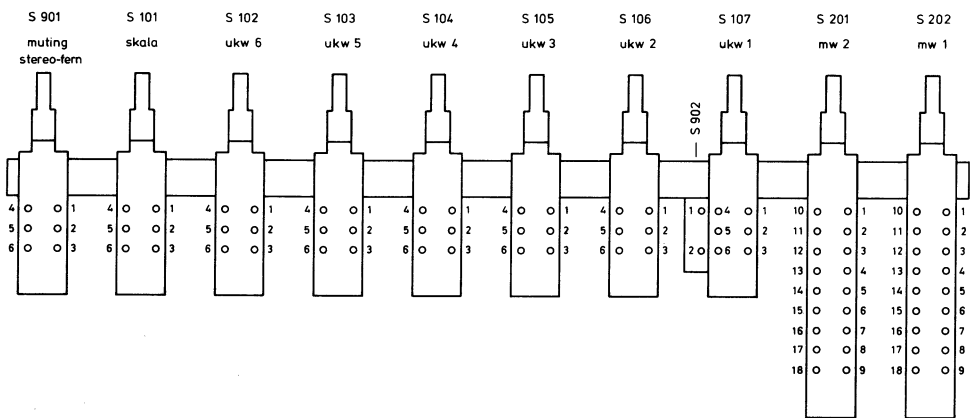 S 901 S 101 S 102 S 103 S 104 S 105 S 106 S 107 S 201 S 202
muting skala ukw 6 ukw 5 ukw 4 ukw 3 ukw 2 ukw 1 mw 2 mw 1
stereo-fern
S 902
4 1 4 1 4 1 4 1 4 1 4 1 4 1 1 4 1 10 1 10 1
5 2 5 2 5 2 5 2 5 2 5 2 5 2 5 2 11 2 11 2
6 3 6 3 6 3 6 3 6 3 6 3 6 3 2 6 3 12 3 12 3
13 4 13 4
14 5 14 5
15 6 15 6
16 7 16 7
17 8 17 8
18 9 18 9